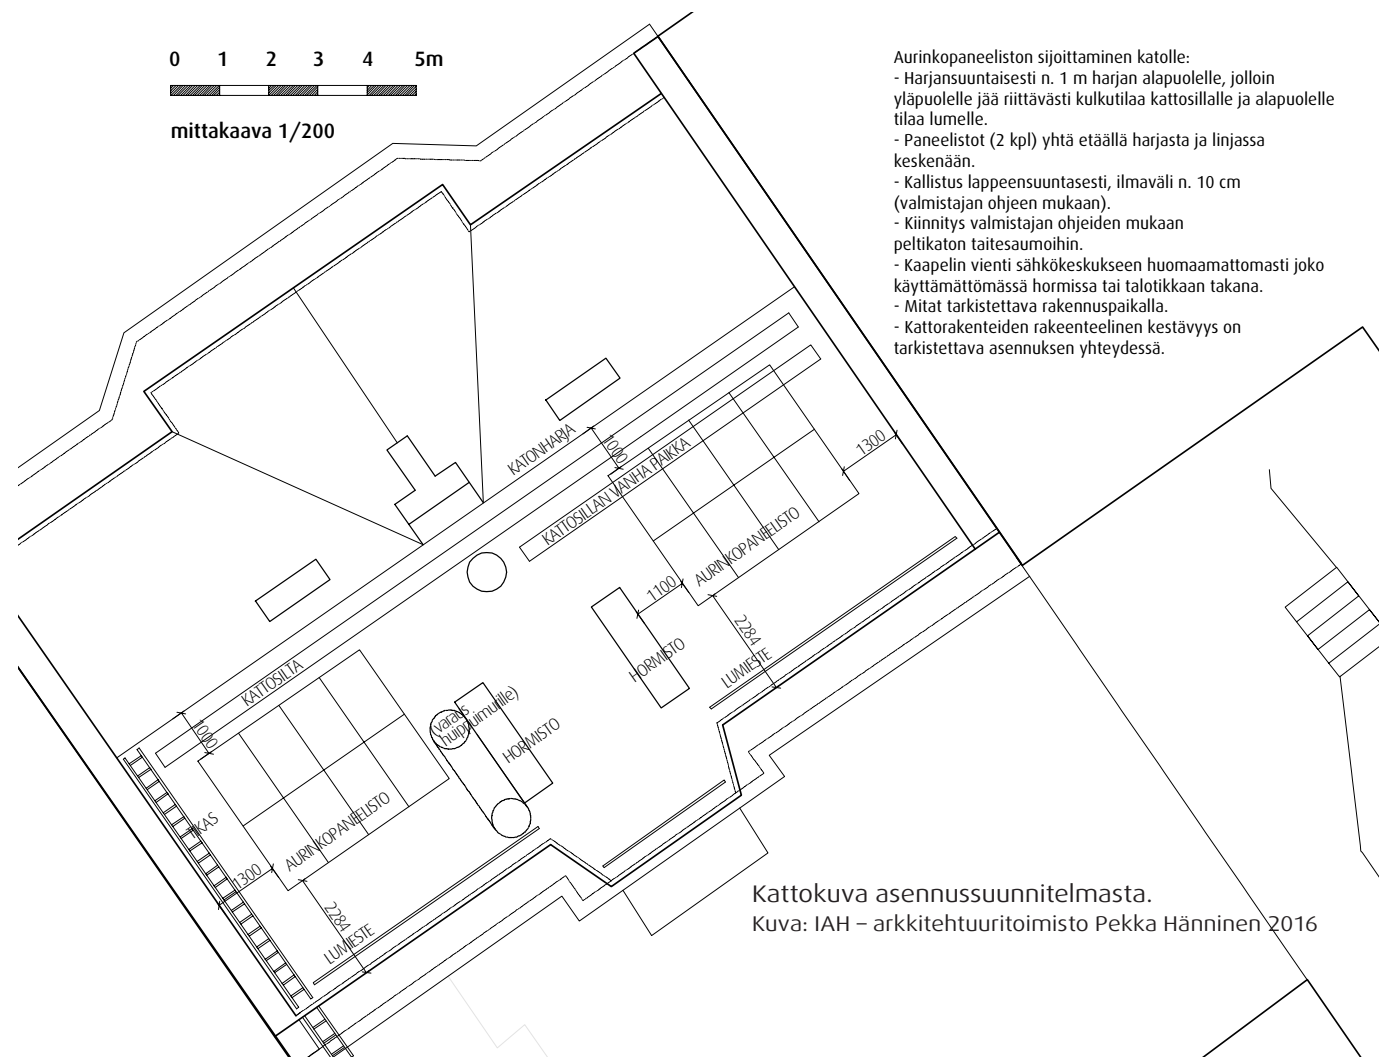 0 1 2 3 4 5m
mittakaava 1/200
Aurinkopaneeliston sijoittaminen katolle:
- Harjansuuntaisesti n. 1 m harjan alapuolelle, jolloin
yläpuolelle jää riittävästi kulkutilaa kattosillalle ja alapuolelle
tilaa lumelle.
- Paneelistot (2 kpl) yhtä etäällä harjasta ja linjassa
keskenään.
- Kallistus lappeensuuntasesti, ilmaväli n. 10 cm
(valmistajan ohjeen mukaan).
- Kiinnitys valmistajan ohjeiden mukaan
peltikaton taitesaumoihin.
- Kaapelin vienti sähkökeskukseen huomaamattomasti joko
käyttämättömässä hormissa tai talotikkaan takana.
- Mitat tarkistettava rakennuspaikalla.
- Kattorakenteiden rakeenteelinen kestävyys on
tarkistettava asennuksen yhteydessä.
KATONHARJA
1000
KATTOSILLAN VANHA PAIKKA
1300
AURINKOPANEELISTO
1100
2284
HORMISTO
LUMIESTE
KATTOSILTA
1000
(varaus
huippuimurille)
HORMISTO
TIKAS
AURINKOPANEELISTO
1300
2284
LUMIESTE
Kattokuva asennussuunnitelmasta.
Kuva: IAH – arkkitehtuuritoimisto Pekka Hänninen 2016